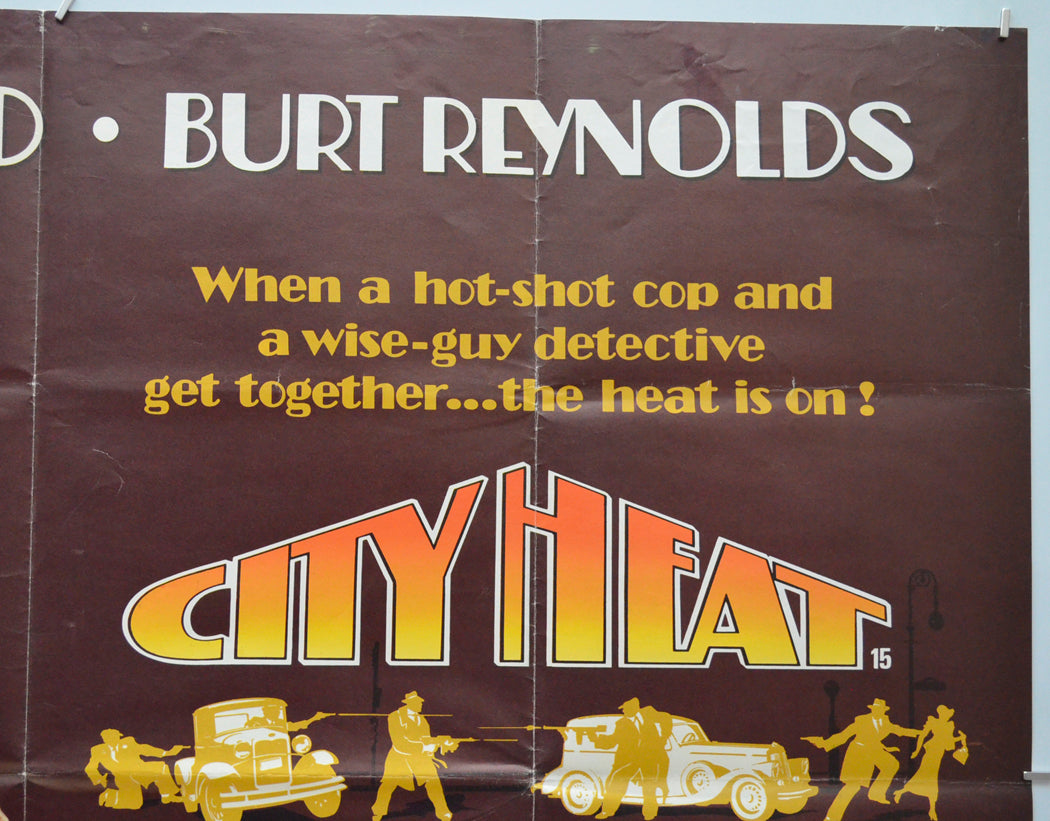 D • BURT REYNOLDS
When a hot-shot cop and
a wise-guy detective
get together...the heat is on!
CITY HEAT
15